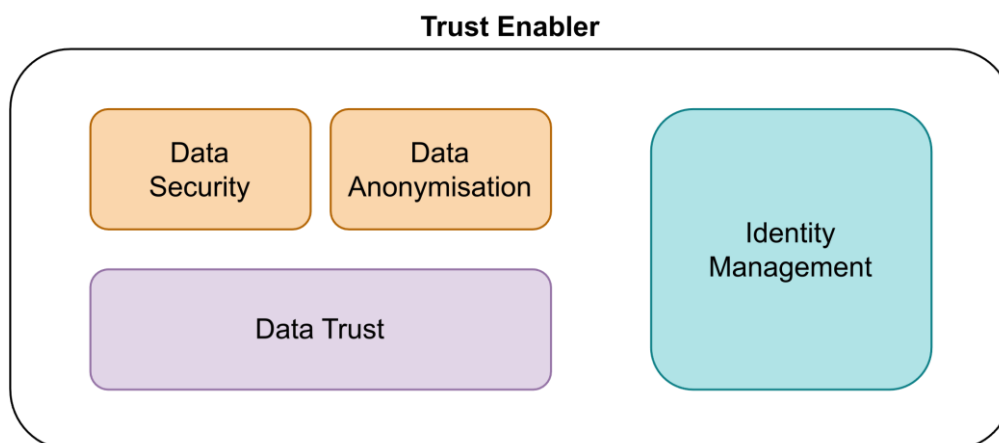 Trust Enabler
Data
Security
Data
Anonymisation
Identity
Management
Data Trust